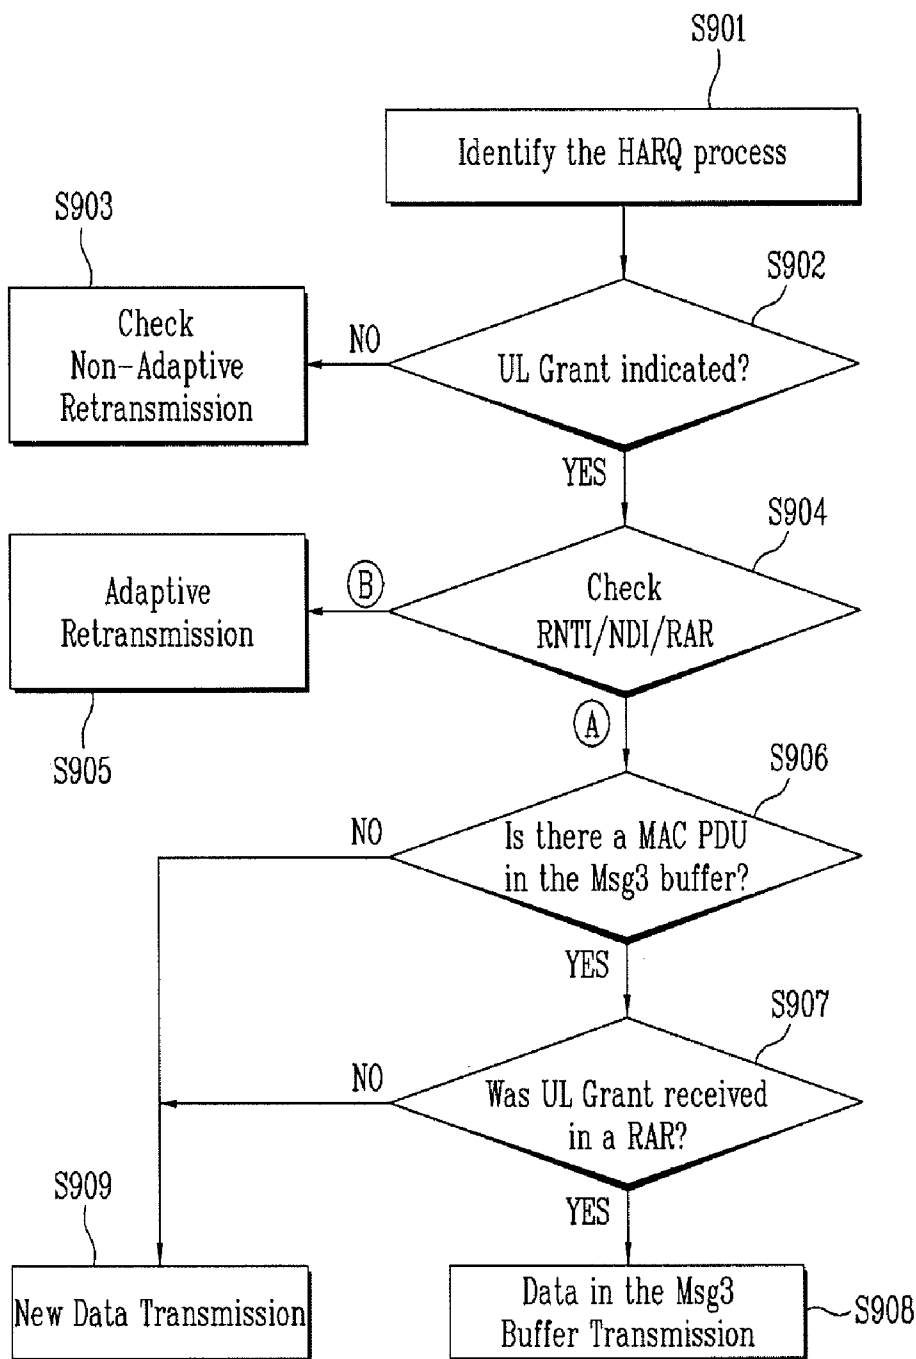 S901
Identify the HARQ process
S903
S902
Check
Non-Adaptive
Retransmission
NO
UL Grant indicated?
YES
S904
Adaptive
Retransmission
B
Check
RNTI/NDI/RAR
S905
A
S906
NO
Is there a MAC PDU
in the Msg3 buffer?
YES
S907
NO
Was UL Grant received
in a RAR?
S909
YES
New Data Transmission
Data in the Msg3
Buffer Transmission
S908